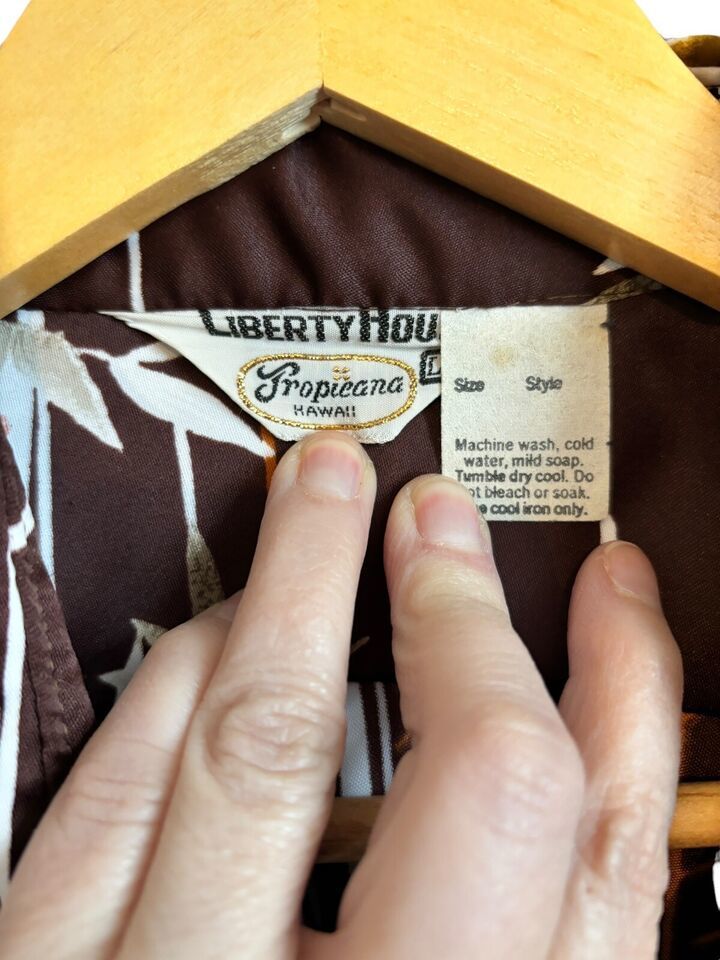 LIBERTY HOU
Tropicana
HAWAII
L
Size Style
Machine wash, cold
water, mild soap.
Tumble dry cool. Do
ot bleach or soak.
e cool iron only.